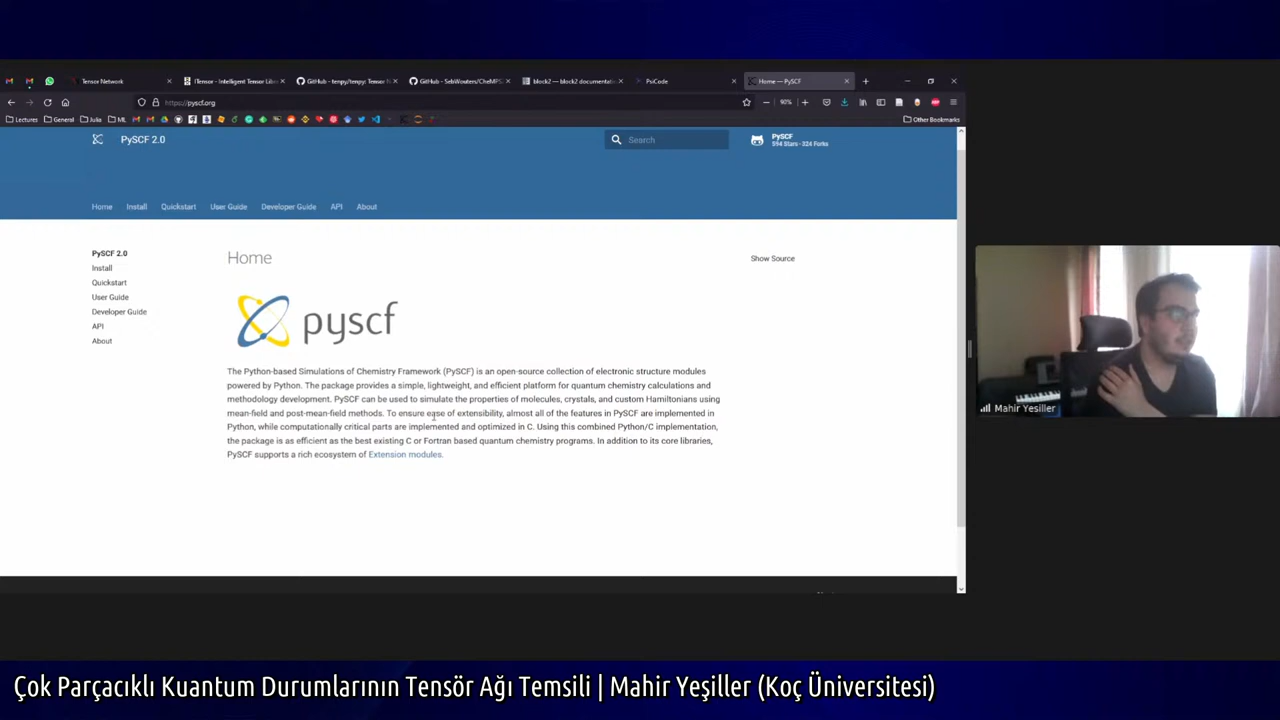 Tensor Network
ITensor - Intelligent Tensor Libr
GitHub - tenpy/tenpy: Tensor N
GitHub - SebWouters/CheMPS
block2 — block2 documentat
PsiCode
Home — PySCF
https://pyscf.org
90%
Lectures
General
Julia
ML
Other Bookmarks
PySCF 2.0
Search
PySCF
594 Stars · 324 Forks
Home
Install
Quickstart
User Guide
Developer Guide
API
About
PySCF 2.0
Install
Quickstart
User Guide
Developer Guide
API
About
Home
Show Source
pyscf
The Python-based Simulations of Chemistry Framework (PySCF) is an open-source collection of electronic structure modules
powered by Python. The package provides a simple, lightweight, and efficient platform for quantum chemistry calculations and
methodology development. PySCF can be used to simulate the properties of molecules, crystals, and custom Hamiltonians using
mean-field and post-mean-field methods. To ensure ease of extensibility, almost all of the features in PySCF are implemented in
Python, while computationally critical parts are implemented and optimized in C. Using this combined Python/C implementation,
the package is as efficient as the best existing C or Fortran based quantum chemistry programs. In addition to its core libraries,
PySCF supports a rich ecosystem of Extension modules.
Mahir Yesiller
Çok Parçacıklı Kuantum Durumlarının Tensör Ağı Temsili | Mahir Yeşiller (Koç Üniversitesi)